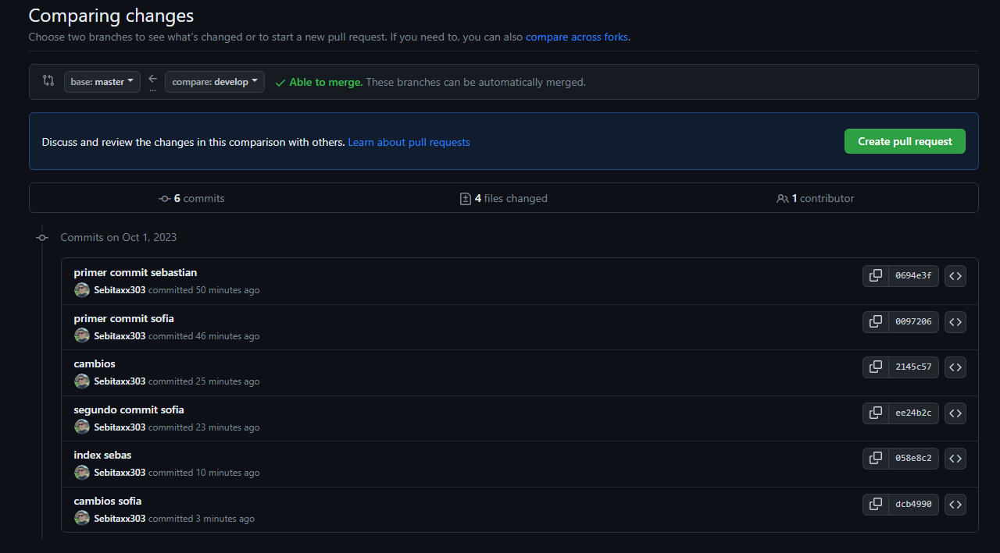 Comparing changes
Choose two branches to see what's changed or to start a new pull request. If you need to, you can also compare across forks.
base: master ... compare: develop Able to merge. These branches can be automatically merged.
Discuss and review the changes in this comparison with others. Learn about pull requests Create pull request
6 commits 4 files changed 1 contributor
Commits on Oct 1, 2023
primer commit sebastian 0694e3f
Sebitaxx303 committed 50 minutes ago
primer commit sofia 0097206
Sebitaxx303 committed 46 minutes ago
cambios 2145c57
Sebitaxx303 committed 25 minutes ago
segundo commit sofia ee24b2c
Sebitaxx303 committed 23 minutes ago
index sebas 058e8c2
Sebitaxx303 committed 10 minutes ago
cambios sofia dcb4990
Sebitaxx303 committed 3 minutes ago